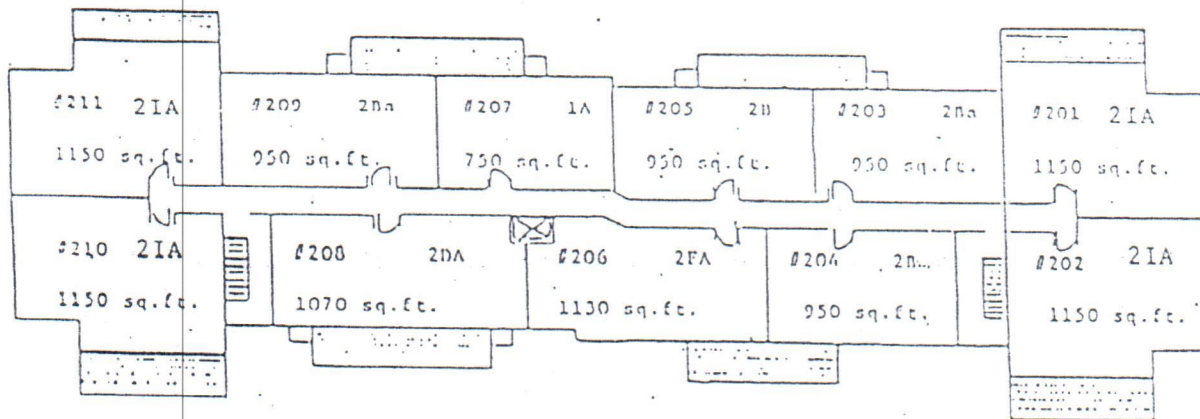 #211 2IA
1150 sq.ft.
#209 2Ba
950 sq.ft.
#207 1A
750 sq.ft.
#205 2B
950 sq.ft.
#203 2Ba
950 sq.ft.
#201 2IA
1150 sq.ft.
#210 2IA
1150 sq.ft.
#208 2DA
1070 sq.ft.
#206 2FA
1130 sq.ft.
#204
950 sq.ft.
#202 2IA
1150 sq.ft.